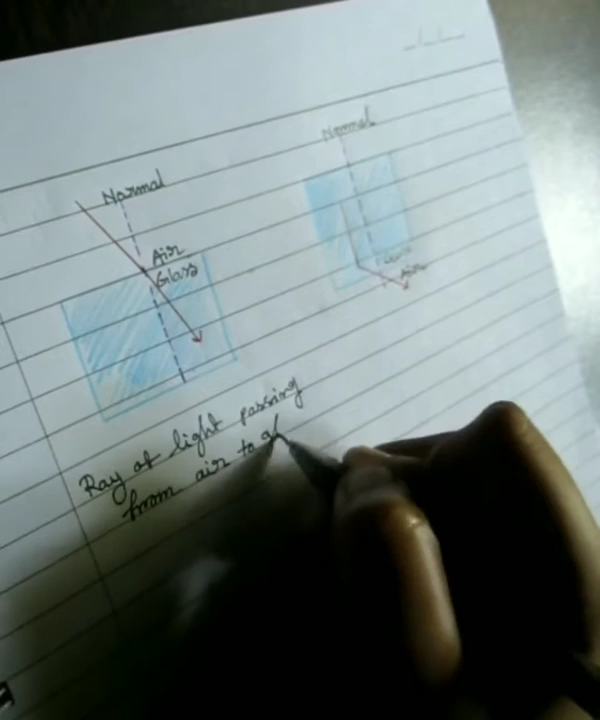 Normal
Air
Glass
Normal
Air
Ray of light passing
from air to gl